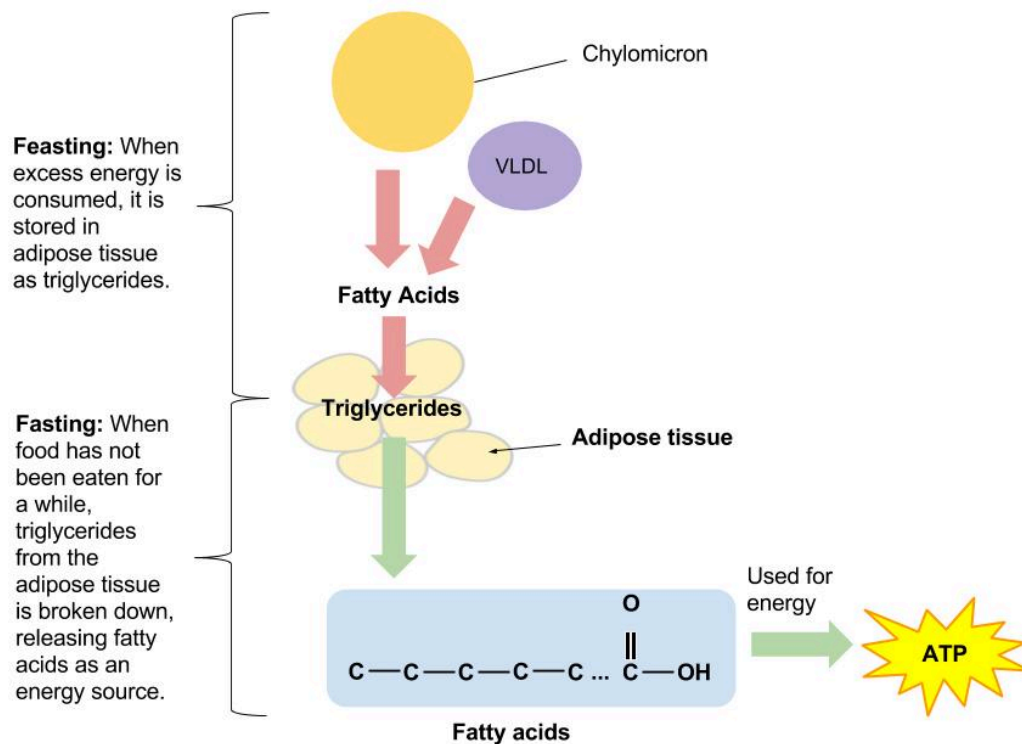 Chylomicron
VLDL
Feasting: When
excess energy is
consumed, it is
stored in
adipose tissue
as triglycerides.
Fatty Acids
Triglycerides
Adipose tissue
Fasting: When
food has not
been eaten for
a while,
triglycerides
from the
adipose tissue
is broken down,
releasing fatty
acids as an
energy source.
Used for
energy
ATP
O
C — C — C — C — C ... C — OH
Fatty acids